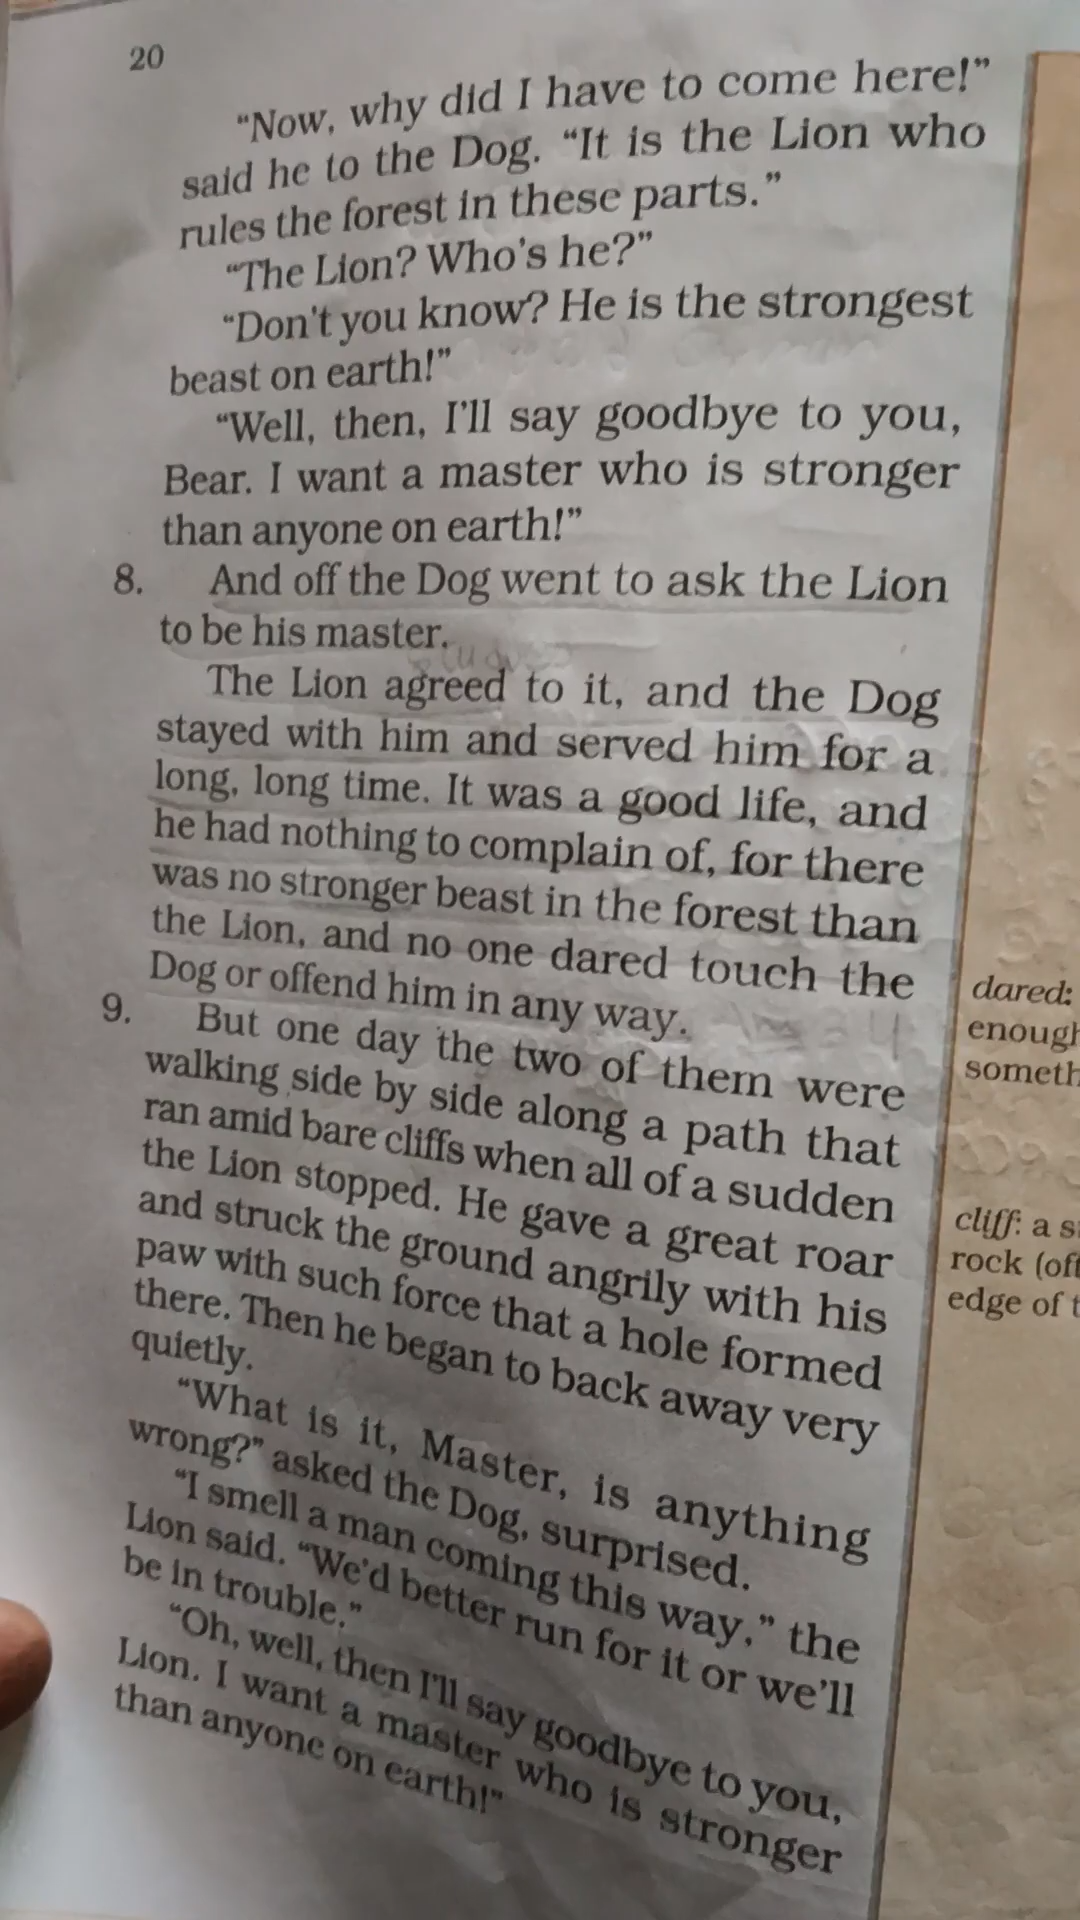 20
“Now, why did I have to come here!”
said he to the Dog. “It is the Lion who
rules the forest in these parts.”
“The Lion? Who's he?”
“Don't you know? He is the strongest
beast on earth!”
“Well, then, I'll say goodbye to you,
Bear. I want a master who is stronger
than anyone on earth!”
8. And off the Dog went to ask the Lion
to be his master.
The Lion agreed to it, and the Dog
stayed with him and served him for a
long, long time. It was a good life, and
he had nothing to complain of, for there
was no stronger beast in the forest than
the Lion, and no one dared touch the
Dog or offend him in any way.
9. But one day the two of them were
walking side by side along a path that
ran amid bare cliffs when all of a sudden
the Lion stopped. He gave a great roar
and struck the ground angrily with his
paw with such force that a hole formed
there. Then he began to back away very
quietly.
“What is it, Master, is anything
wrong?” asked the Dog, surprised.
“I smell a man coming this way,” the
Lion said. “We'd better run for it or we'll
be in trouble.”
“Oh, well, then I'll say goodbye to you,
Lion. I want a master who is stronger
than anyone on earth!”
dared:
enough
someth
cliff: a s
rock (oft
edge of t